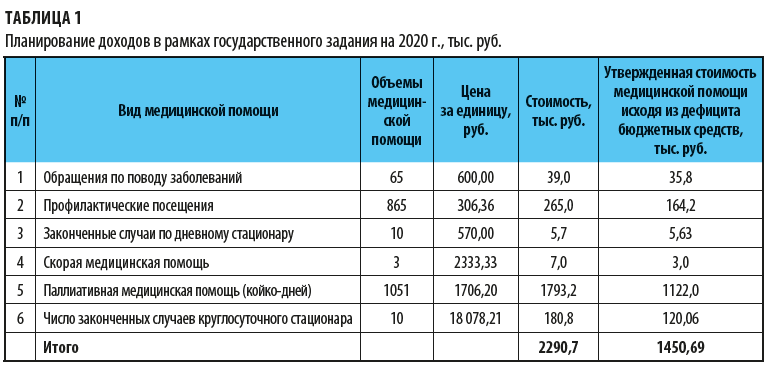 ТАБЛИЦА 1
Планирование доходов в рамках государственного задания на 2020 г., тыс. руб.
№ п/п | Вид медицинской помощи | Объемы медицин-ской помощи | Цена за единицу, руб. | Стоимость, тыс. руб. | Утвержденная стоимость медицинской помощи исходя из дефицита бюджетных средств, тыс. руб.
1 | Обращения по поводу заболеваний | 65 | 600,00 | 39,0 | 35,8
2 | Профилактические посещения | 865 | 306,36 | 265,0 | 164,2
3 | Законченные случаи по дневному стационару | 10 | 570,00 | 5,7 | 5,63
4 | Скорая медицинская помощь | 3 | 2333,33 | 7,0 | 3,0
5 | Паллиативная медицинская помощь (койко-дней) | 1051 | 1706,20 | 1793,2 | 1122,0
6 | Число законченных случаев круглосуточного стационара | 10 | 18 078,21 | 180,8 | 120,06
Итого | 2290,7 | 1450,69